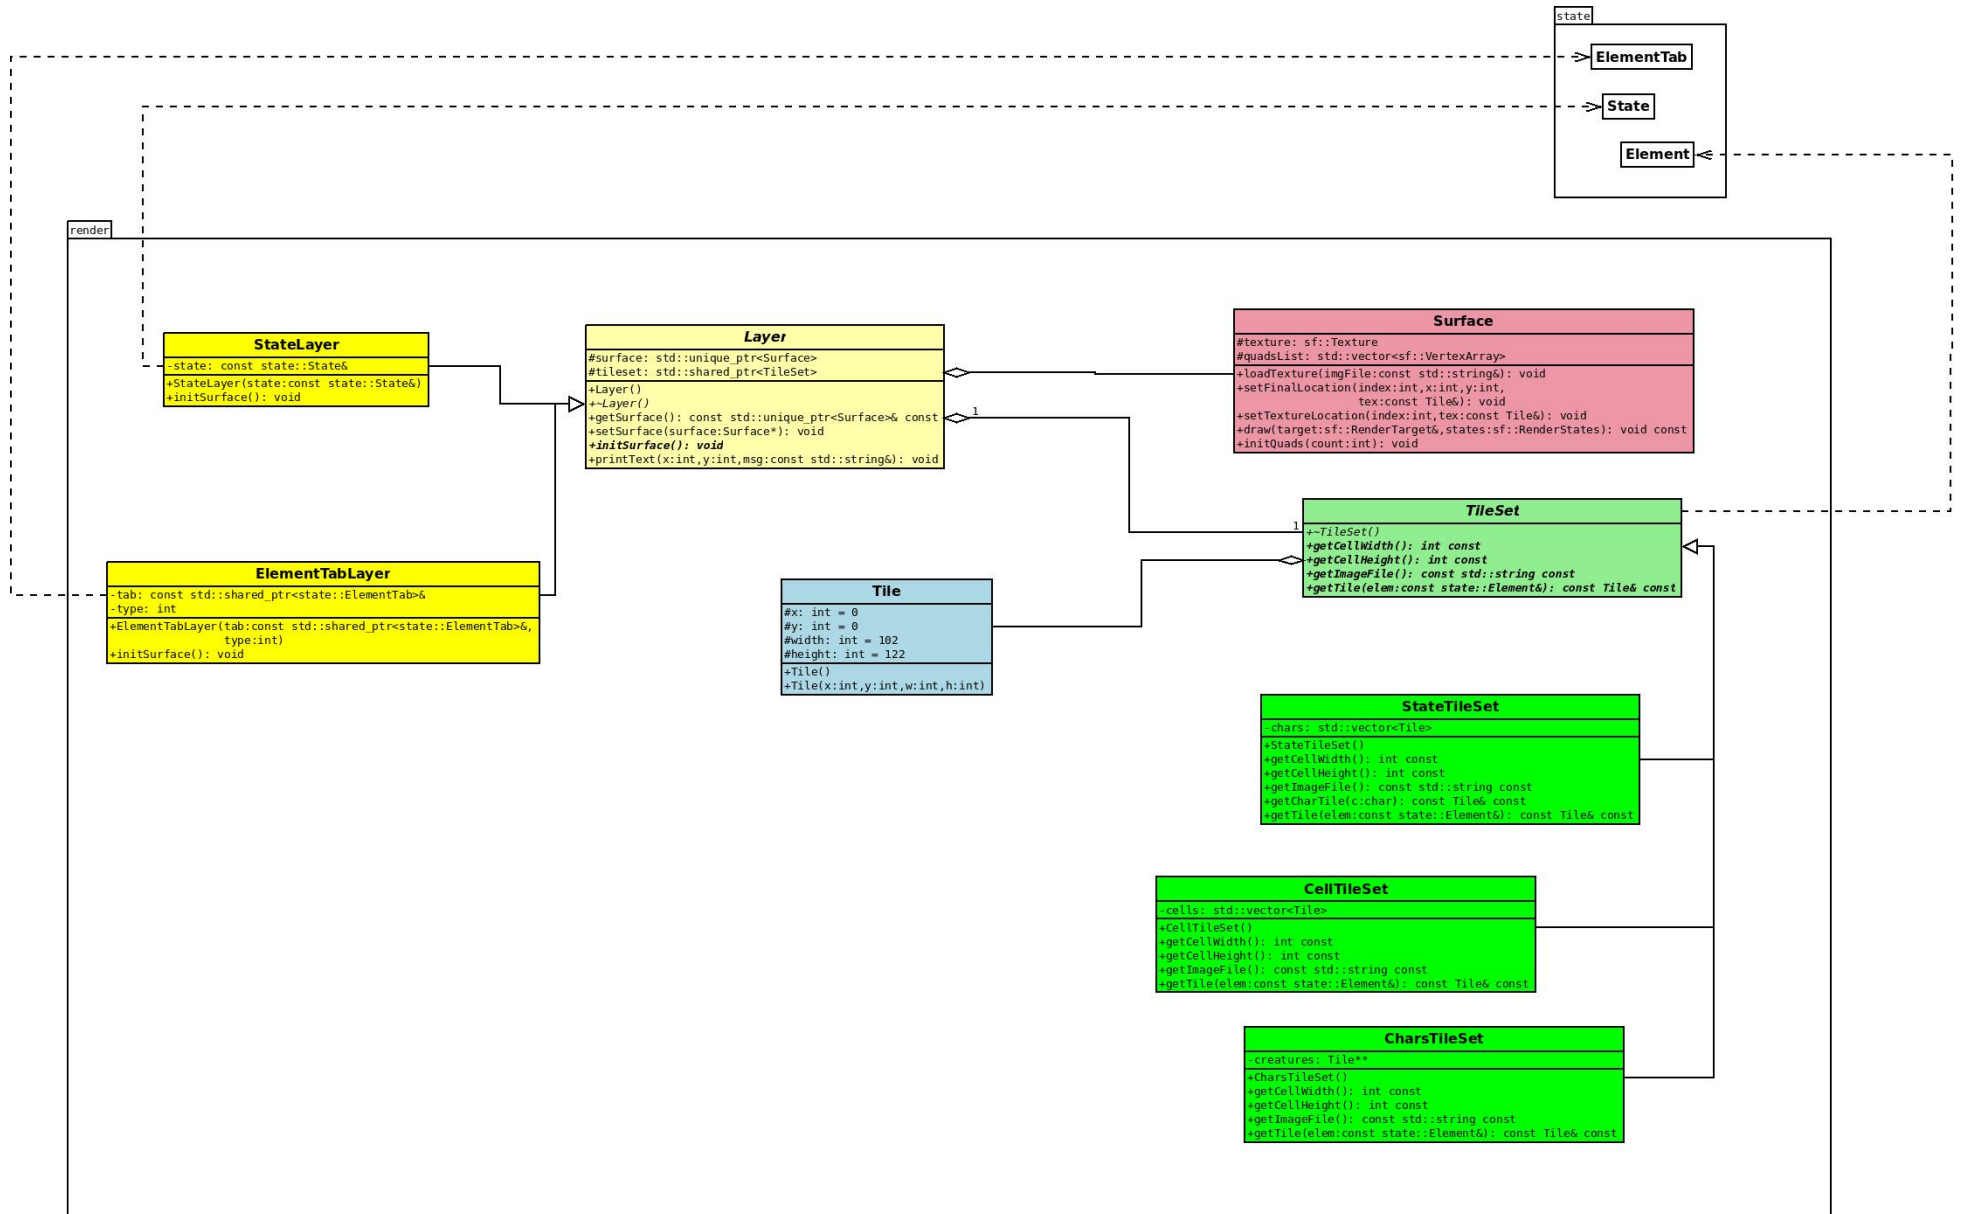 state
ElementTab
State
Element
render
StateLayer
-state: const state::State&
+StateLayer(state:const state::State&)
+initSurface(): void
Layer
#surface: std::unique_ptr<Surface>
#tileset: std::shared_ptr<TileSet>
+Layer()
+~Layer()
+getSurface(): const std::unique_ptr<Surface>& const
+setSurface(surface:Surface*): void
+initSurface(): void
+printText(x:int,y:int,msg:const std::string&): void
1
Surface
#texture: sf::Texture
#quadsList: std::vector<sf::VertexArray>
+loadTexture(imgFile:const std::string&): void
+setFinalLocation(index:int,x:int,y:int,
tex:const Tile&): void
+setTextureLocation(index:int,tex:const Tile&): void
+draw(target:sf::RenderTarget&,states:sf::RenderStates): void const
+initQuads(count:int): void
1
TileSet
+~TileSet()
+getCellWidth(): int const
+getCellHeight(): int const
+getImageFile(): const std::string const
+getTile(elem:const state::Element&): const Tile& const
ElementTabLayer
-tab: const std::shared_ptr<state::ElementTab>&
-type: int
+ElementTabLayer(tab:const std::shared_ptr<state::ElementTab>&,
type:int)
+initSurface(): void
Tile
#x: int = 0
#y: int = 0
#width: int = 102
#height: int = 122
+Tile()
+Tile(x:int,y:int,w:int,h:int)
StateTileSet
-chars: std::vector<Tile>
+StateTileSet()
+getCellWidth(): int const
+getCellHeight(): int const
+getImageFile(): const std::string const
+getCharTile(c:char): const Tile& const
+getTile(elem:const state::Element&): const Tile& const
CellTileSet
-cells: std::vector<Tile>
+CellTileSet()
+getCellWidth(): int const
+getCellHeight(): int const
+getImageFile(): const std::string const
+getTile(elem:const state::Element&): const Tile& const
CharsTileSet
-creatures: Tile**
+CharsTileSet()
+getCellWidth(): int const
+getCellHeight(): int const
+getImageFile(): const std::string const
+getTile(elem:const state::Element&): const Tile& const